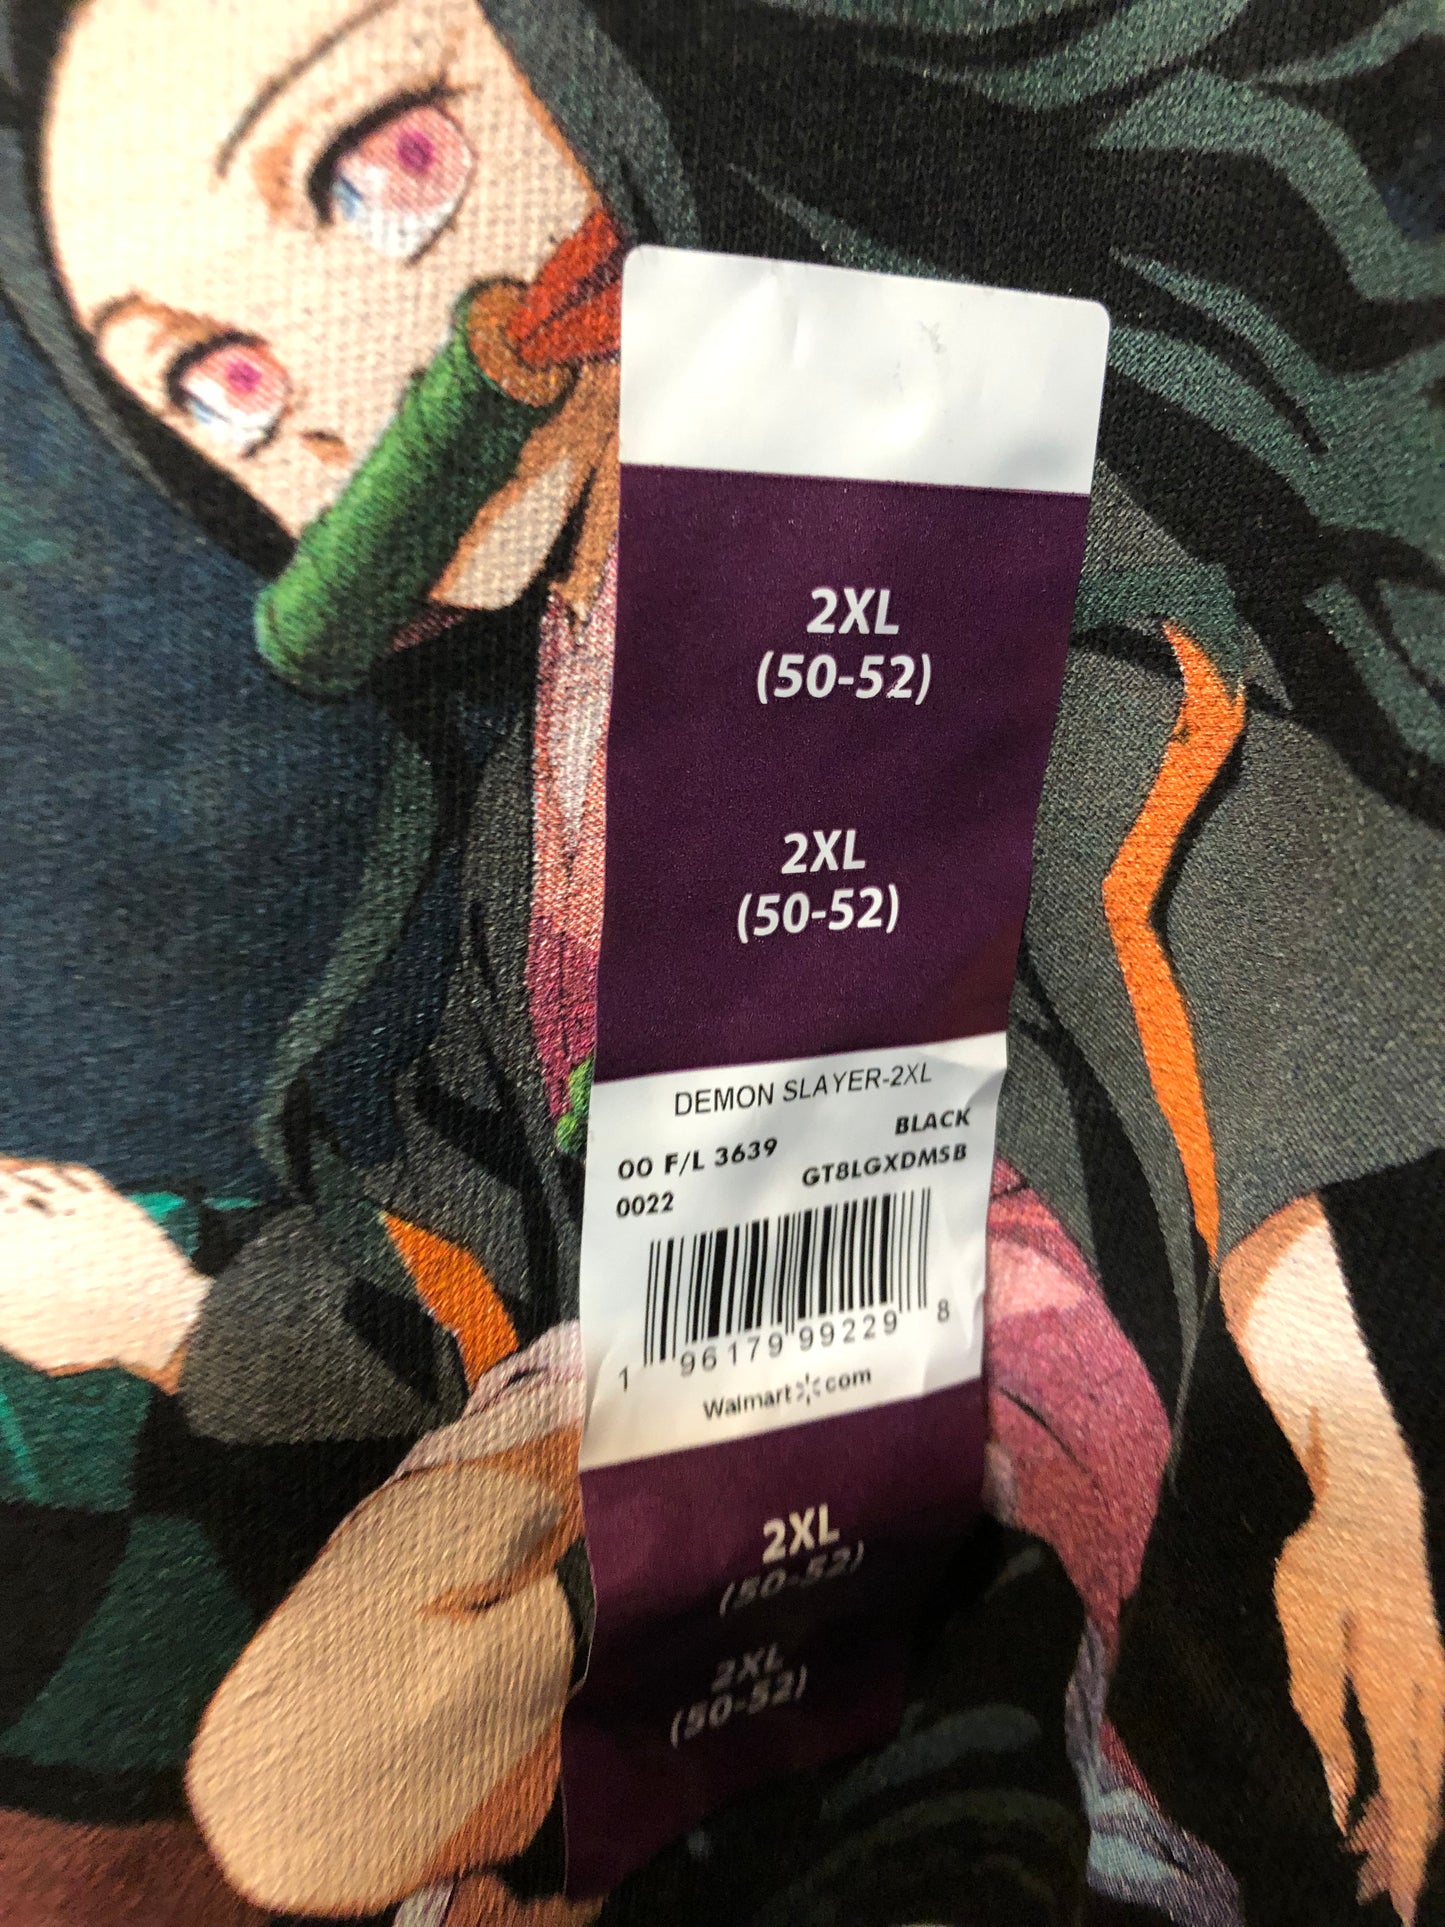 2XL
(50-52)
2XL
(50-52)
DEMON SLAYER-2XL
BLACK
00 F/L 3639
GT8LGXDMSB
0022
1 96179 99229 8
Walmart.com
2XL
(50-52)
2XL
(50-52)